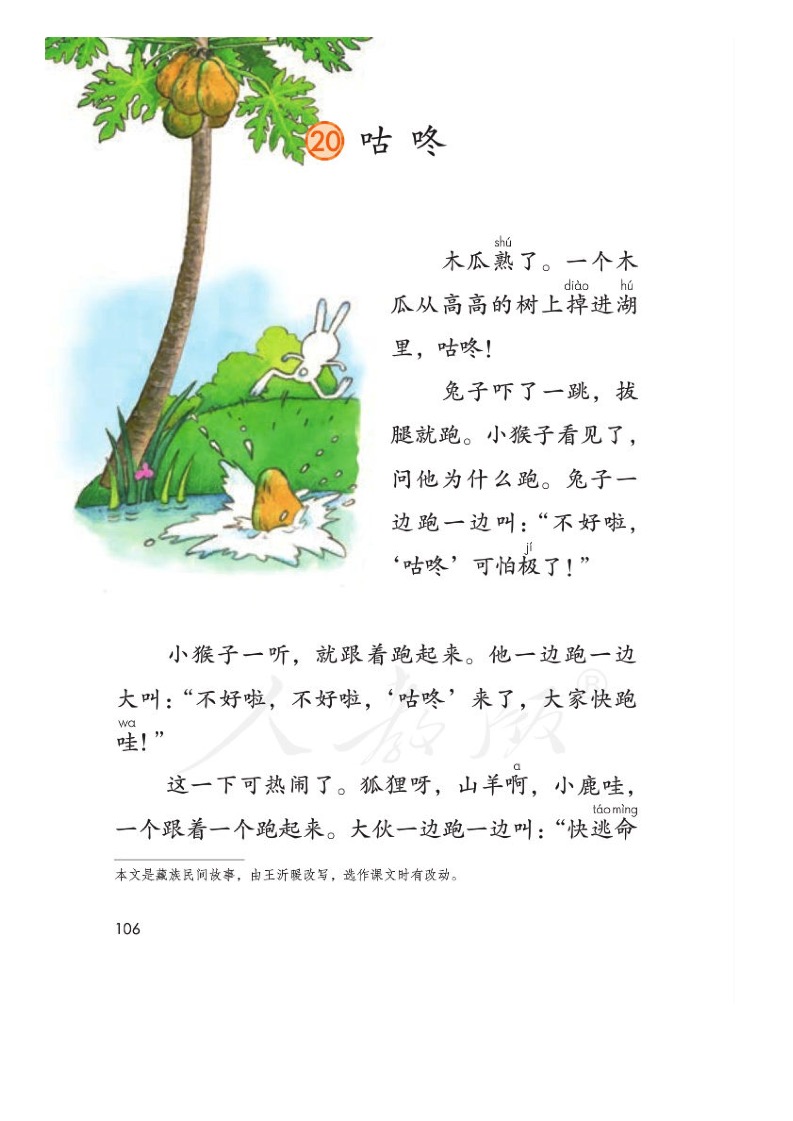 20 咕咚
shú
木瓜熟了。一个木
diào hú
瓜从高高的树上掉进湖
里，咕咚！
兔子吓了一跳，拔
腿就跑。小猴子看见了，
问他为什么跑。兔子一
边跑一边叫：“不好啦，
jí
‘咕咚’可怕极了！”
小猴子一听，就跟着跑起来。他一边跑一边
大叫：“不好啦，不好啦，‘咕咚’来了，大家快跑
wa
哇！”
人教版®
这一下可热闹了。狐狸呀，山羊啊，小鹿哇，
a
táo mìng
一个跟着一个跑起来。大伙一边跑一边叫：“快逃命
本文是藏族民间故事，由王沂暖改写，选作课文时有改动。
106